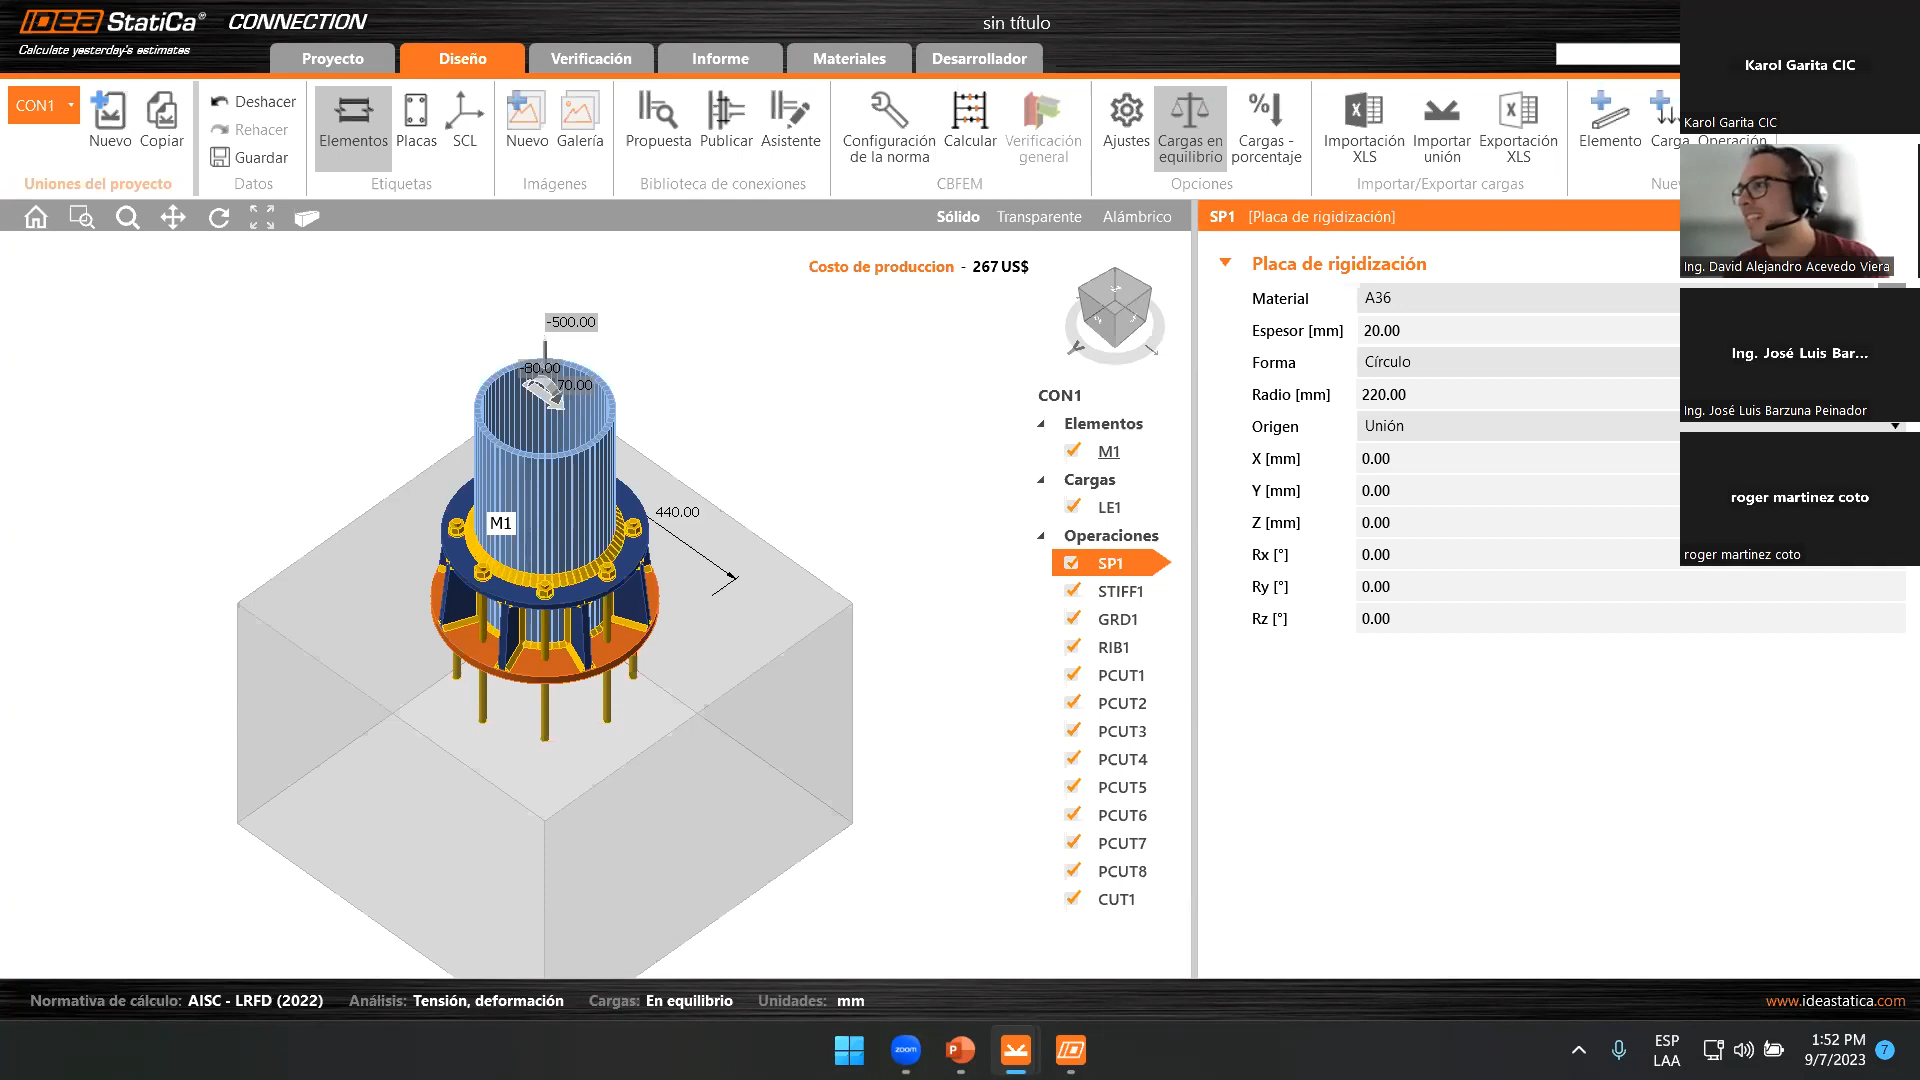 IDEA StatiCa® CONNECTION
Calculate yesterday's estimates
sin título
Proyecto
Diseño
Verificación
Informe
Materiales
Desarrollador
CON1
Nuevo
Copiar
Uniones del proyecto
Deshacer
Rehacer
Guardar
Datos
Elementos
Placas
SCL
Etiquetas
Nuevo
Galería
Imágenes
Propuesta
Publicar
Asistente
Biblioteca de conexiones
Configuración
de la norma
Calcular
Verificación
general
CBFEM
Ajustes
Cargas en
equilibrio
Cargas -
porcentaje
Opciones
Importación
XLS
Importar
unión
Exportación
XLS
Importar/Exportar cargas
Elemento
Carga
Operación
Sólido
Transparente
Alámbrico
Costo de produccion - 267 US$
-500.00
-80.00
70.00
440.00
M1
CON1
Elementos
M1
Cargas
LE1
Operaciones
SP1
STIFF1
GRD1
RIB1
PCUT1
PCUT2
PCUT3
PCUT4
PCUT5
PCUT6
PCUT7
PCUT8
CUT1
SP1 [Placa de rigidización]
Placa de rigidización
Material A36
Espesor [mm] 20.00
Forma Círculo
Radio [mm] 220.00
Origen Unión
X [mm] 0.00
Y [mm] 0.00
Z [mm] 0.00
Rx [°] 0.00
Ry [°] 0.00
Rz [°] 0.00
Karol Garita CIC
Karol Garita CIC
Ing. David Alejandro Acevedo Viera
Ing. José Luis Bar...
Ing. José Luis Barzuna Peinador
roger martinez coto
roger martinez coto
Normativa de cálculo: AISC - LRFD (2022) Análisis: Tensión, deformación Cargas: En equilibrio Unidades: mm
www.ideastatica.com
zoom
P
ESP
LAA
1:52 PM
9/7/2023
7